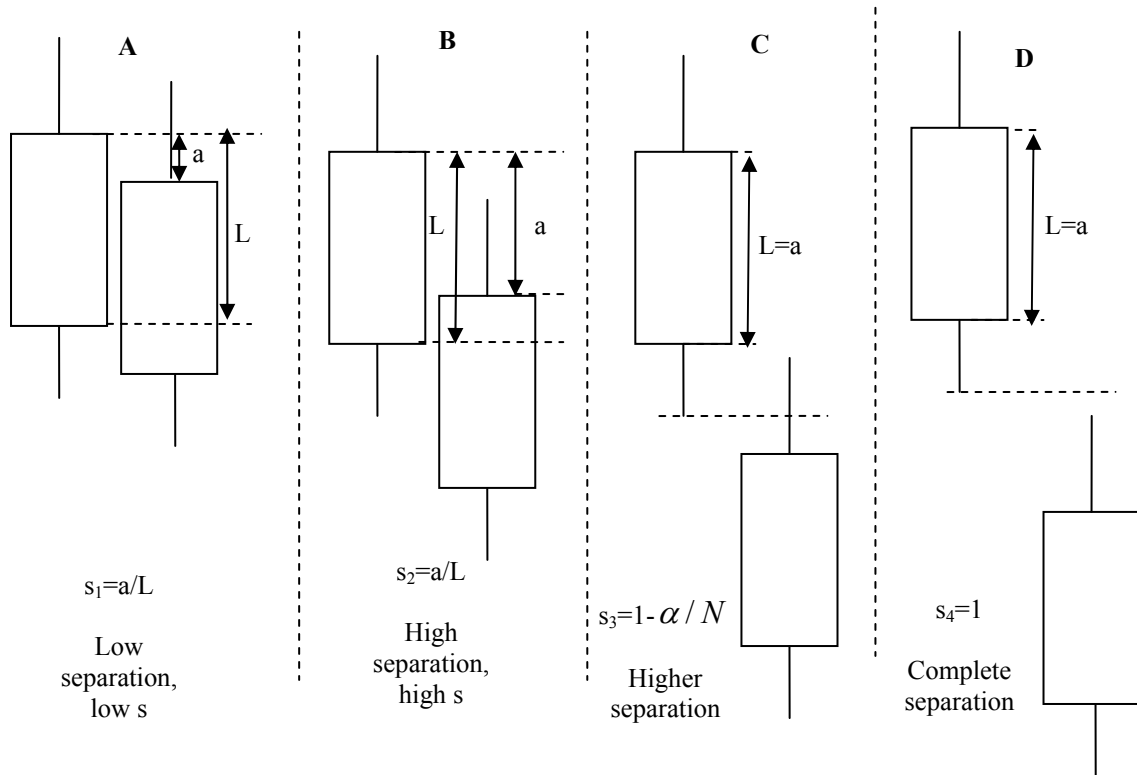 A
a
L
s₁=a/L
Low
separation,
low s
B
L
a
s₂=a/L
High
separation,
high s
C
L=a
s₃=1-α/N
Higher
separation
D
L=a
s₄=1
Complete
separation